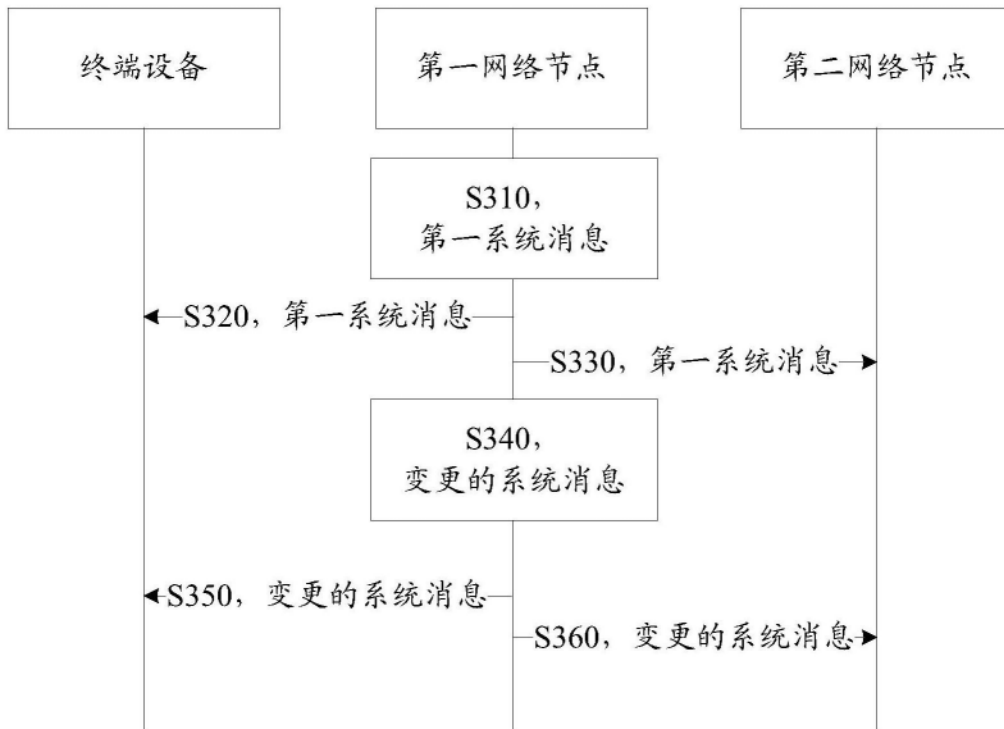 终端设备
第一网络节点
第二网络节点
S310，
第一系统消息
S320，第一系统消息
S330，第一系统消息
S340，
变更的系统消息
S350，变更的系统消息
S360，变更的系统消息